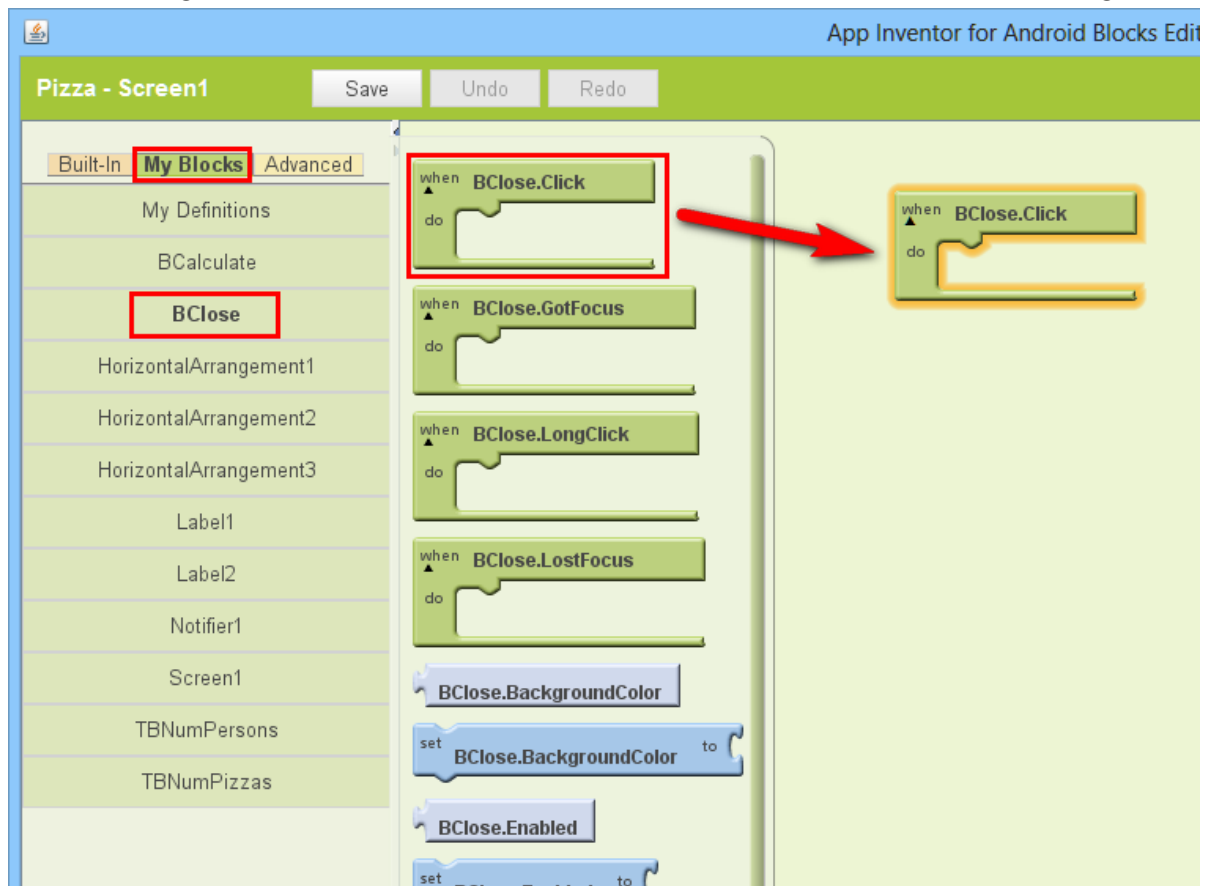 App Inventor for Android Blocks Edit
Pizza - Screen1
Save
Undo
Redo
Built-In
My Blocks
Advanced
My Definitions
BCalculate
BClose
HorizontalArrangement1
HorizontalArrangement2
HorizontalArrangement3
Label1
Label2
Notifier1
Screen1
TBNumPersons
TBNumPizzas
when BClose.Click
do
when BClose.GotFocus
do
when BClose.LongClick
do
when BClose.LostFocus
do
BClose.BackgroundColor
set BClose.BackgroundColor to
BClose.Enabled
set
to
when BClose.Click
do